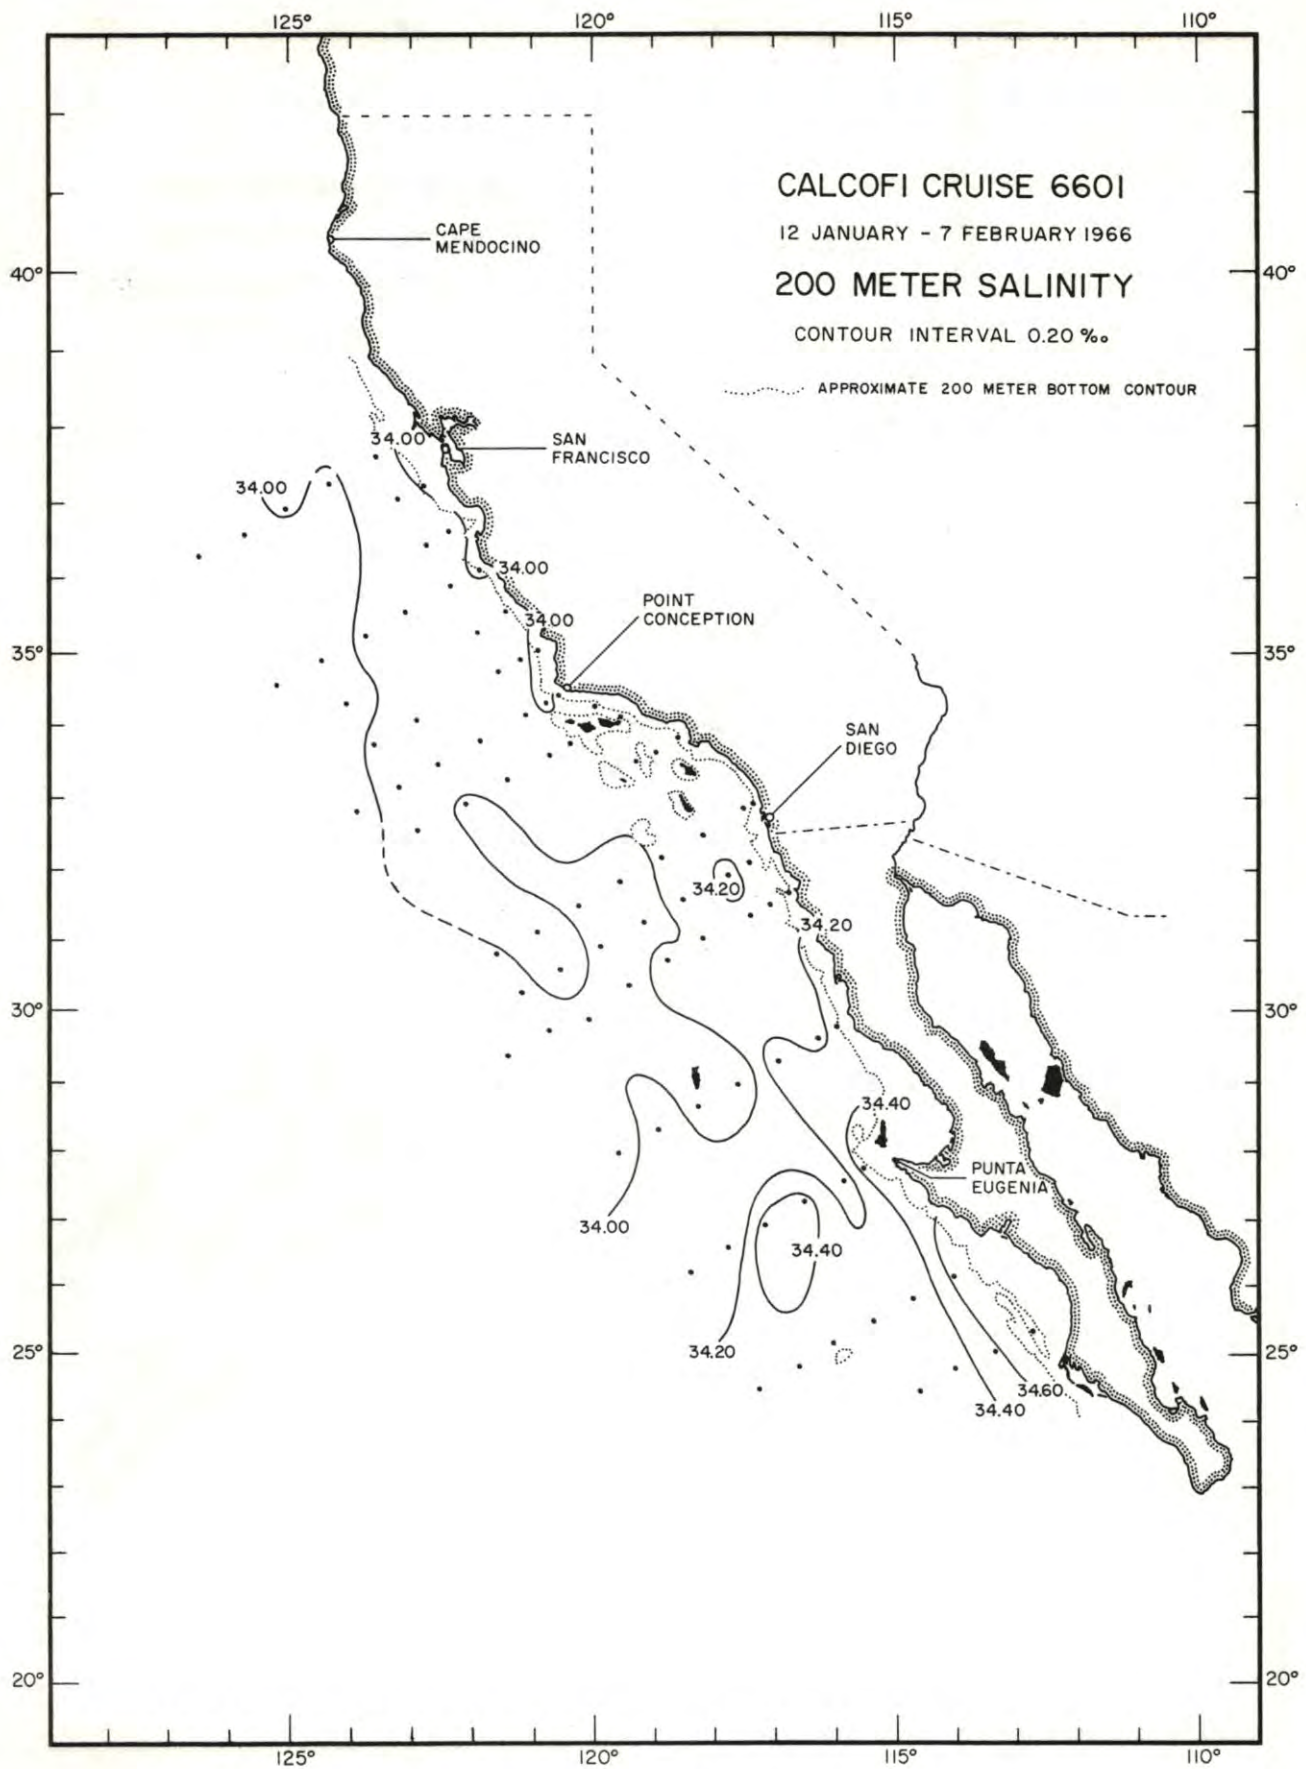 125° 120° 115° 110°
CALCOFI CRUISE 6601
12 JANUARY - 7 FEBRUARY 1966
200 METER SALINITY
CONTOUR INTERVAL 0.20 ‰
APPROXIMATE 200 METER BOTTOM CONTOUR
CAPE
MENDOCINO
40° 40°
34.00
SAN
FRANCISCO
34.00
34.00
POINT
CONCEPTION
34.00
35° 35°
SAN
DIEGO
34.20
34.20
30° 30°
34.40
PUNTA
EUGENIA
34.00
34.40
34.20
25° 25°
34.60
34.40
20° 20°
125° 120° 115° 110°